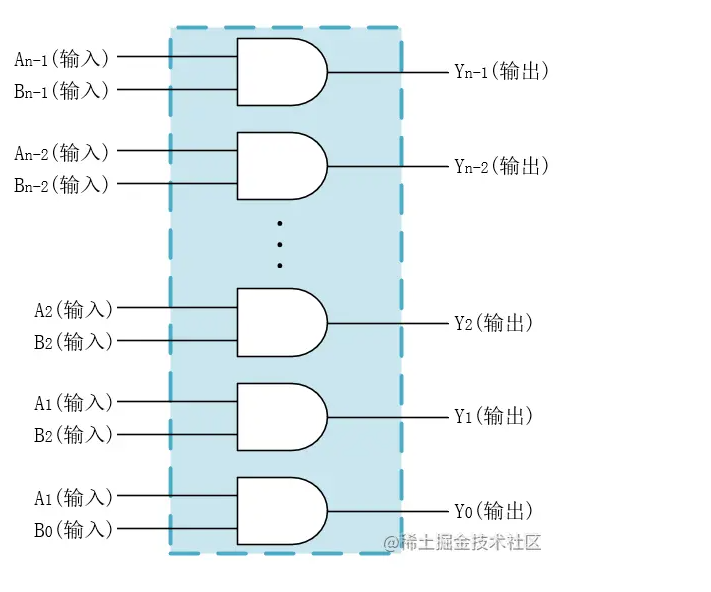 An-1(输入)
Yn-1(输出)
Bn-1(输入)
An-2(输入)
Yn-2(输出)
Bn-2(输入)
A2(输入)
Y2(输出)
B2(输入)
A1(输入)
Y1(输出)
B2(输入)
A1(输入)
Y0(输出)
B0(输入)
@稀土掘金技术社区